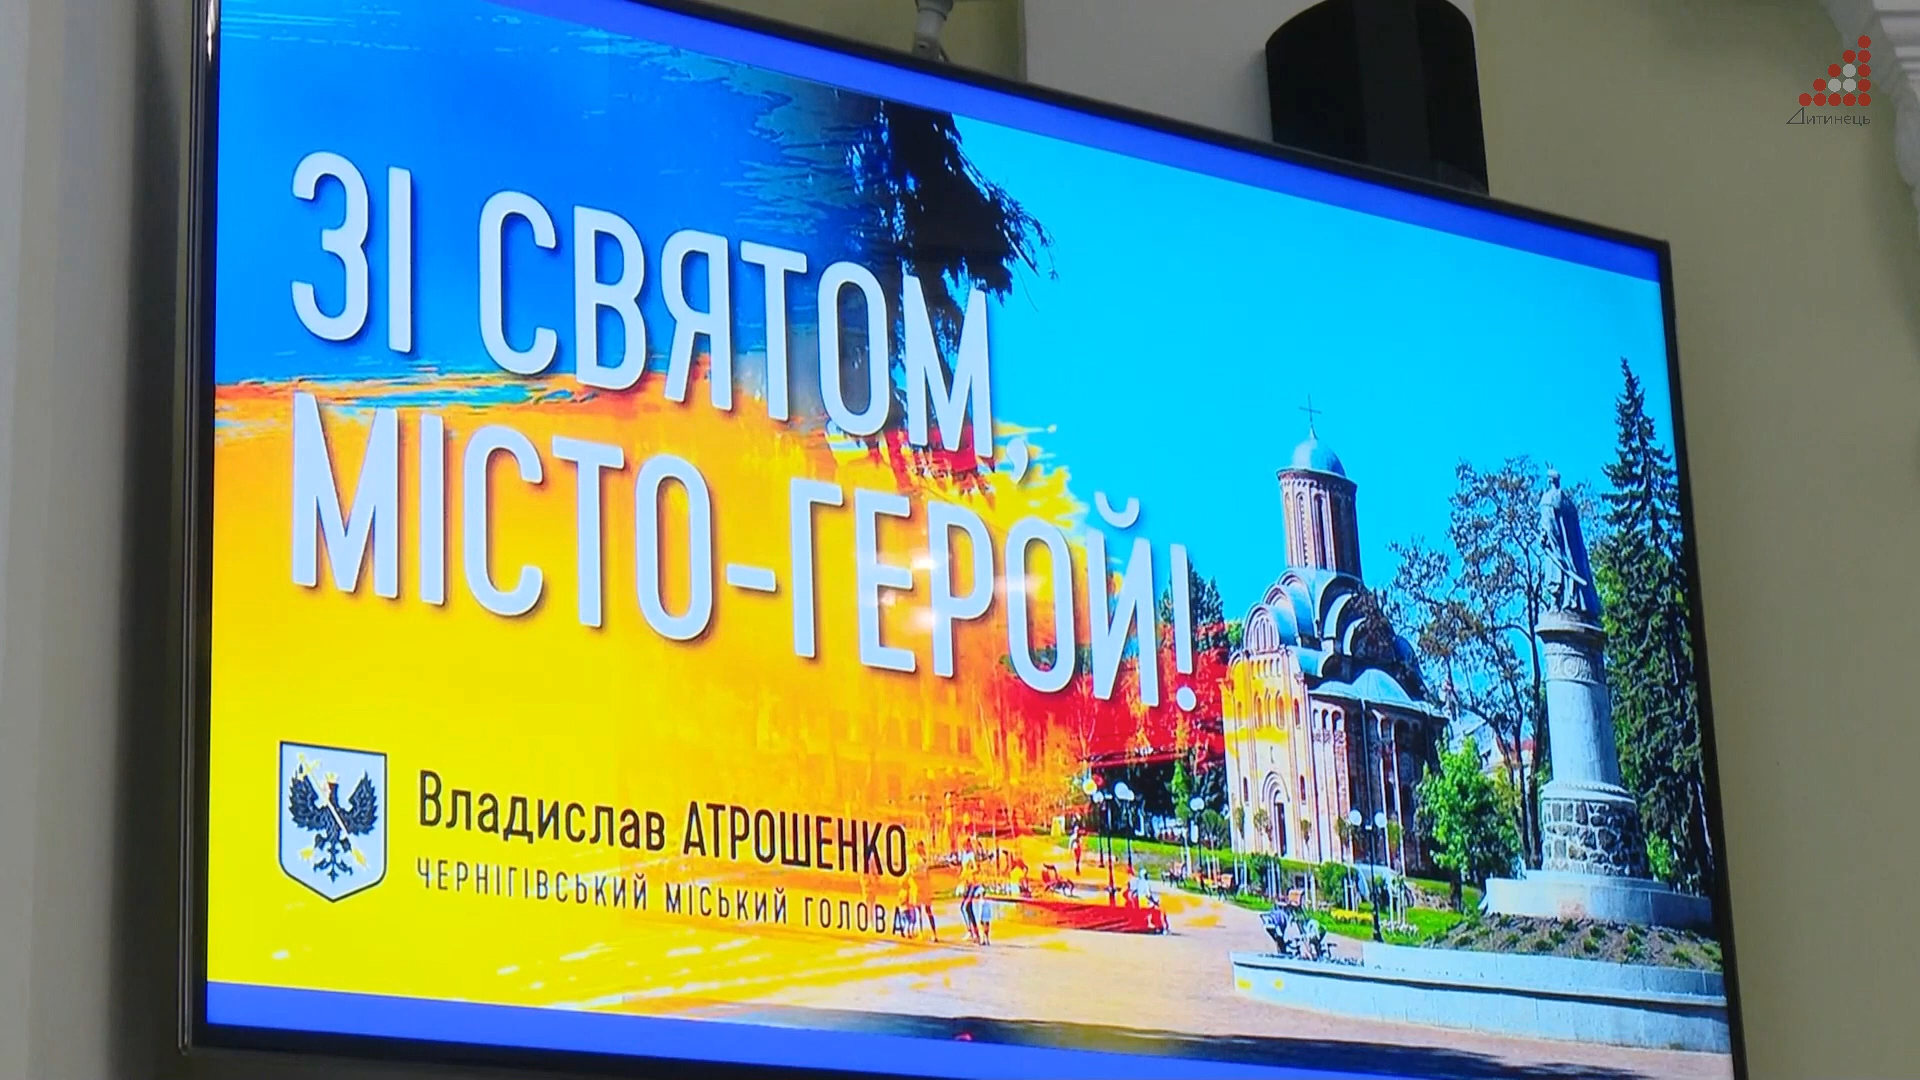 ЗІ СВЯТОМ,
МІСТО-ГЕРОЙ!
Владислав АТРОШЕНКО
ЧЕРНІГІВСЬКИЙ МІСЬКИЙ ГОЛОВА
Дитинець